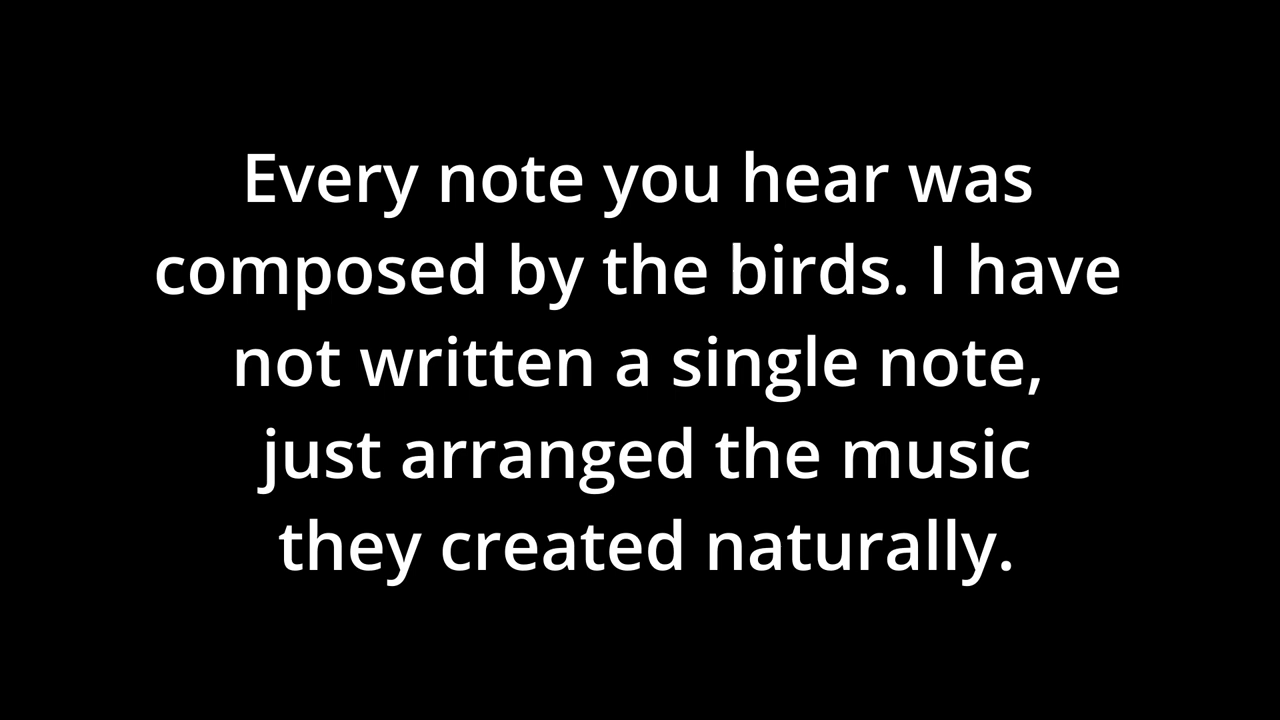 Every note you hear was
composed by the birds. I have
not written a single note,
just arranged the music
they created naturally.